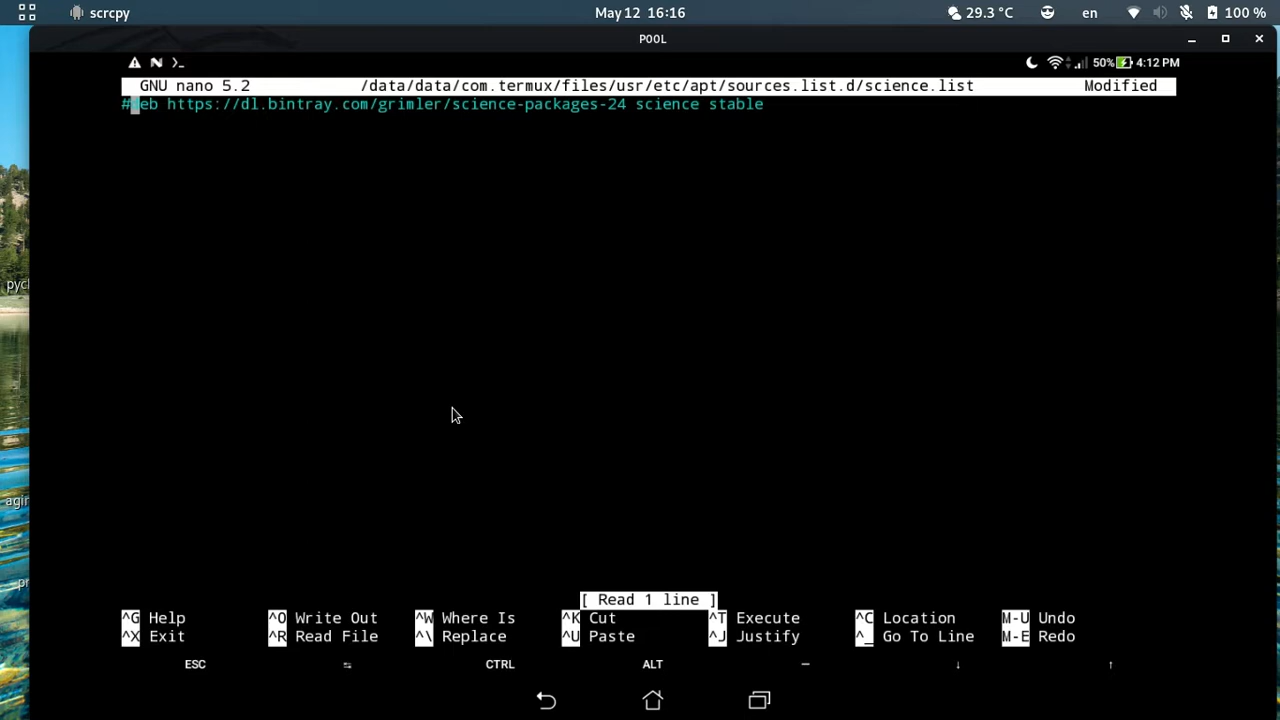 scrcpy May 12 16:16 29.3 °C en 100 %
POOL
50% 4:12 PM
GNU nano 5.2 /data/data/com.termux/files/usr/etc/apt/sources.list.d/science.list Modified
#deb https://dl.bintray.com/grimler/science-packages-24 science stable
pycl
agin
pr
[ Read 1 line ]
^G Help ^O Write Out ^W Where Is ^K Cut ^T Execute ^C Location M-U Undo
^X Exit ^R Read File ^\ Replace ^U Paste ^J Justify ^_ Go To Line M-E Redo
ESC ⇆ CTRL ALT — ↓ ↑